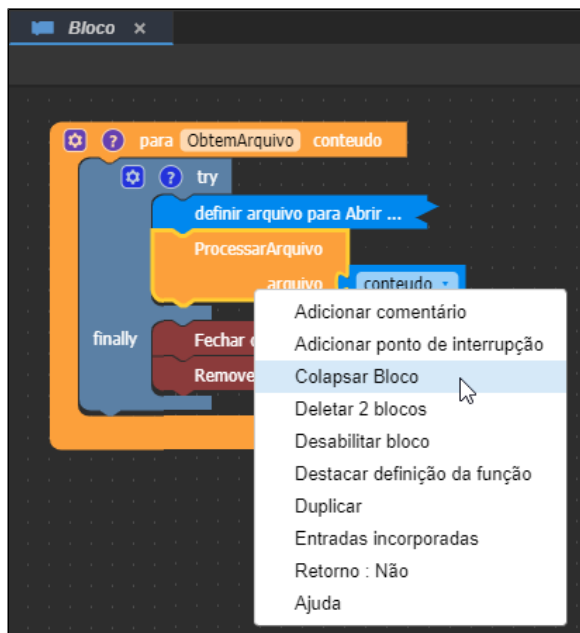 Bloco ×
? para ObtemArquivo conteudo
? try
definir arquivo para Abrir ...
ProcessarArquivo
arquivo conteudo
finally
Fechar
Remove
Adicionar comentário
Adicionar ponto de interrupção
Colapsar Bloco
Deletar 2 blocos
Desabilitar bloco
Destacar definição da função
Duplicar
Entradas incorporadas
Retorno : Não
Ajuda